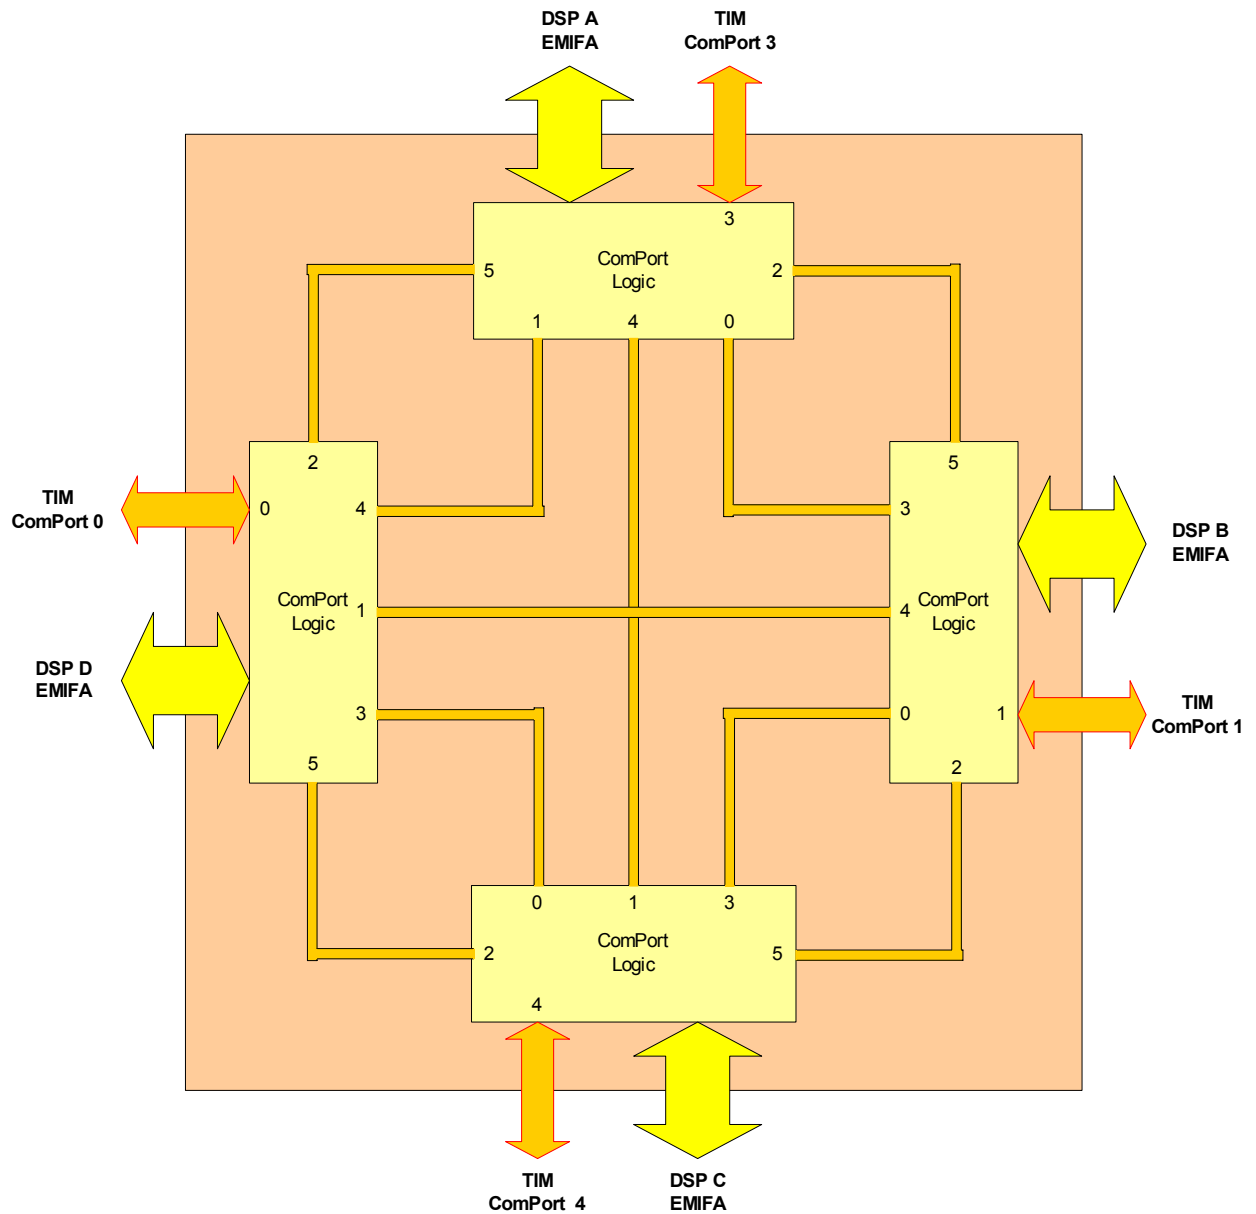 DSP A
EMIFA
TIM
ComPort 3
3
ComPort
Logic
5
2
1
4
0
2
0
4
ComPort
Logic
1
3
5
TIM
ComPort 0
DSP D
EMIFA
5
3
4
ComPort
Logic
0
1
2
DSP B
EMIFA
TIM
ComPort 1
0
1
3
ComPort
Logic
2
5
4
TIM
ComPort 4
DSP C
EMIFA